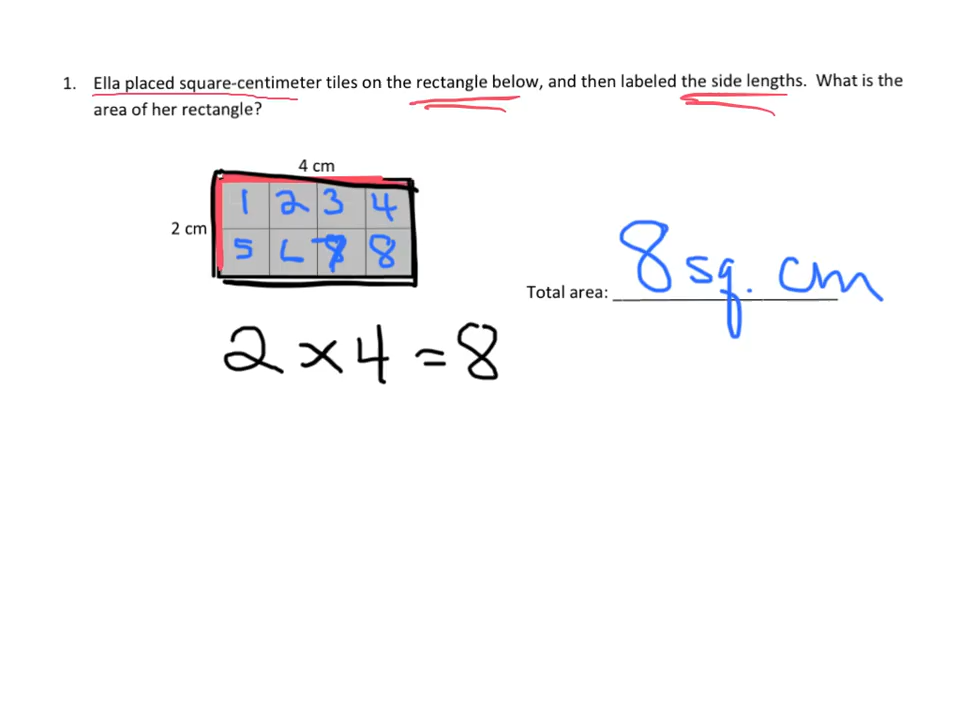 1. Ella placed square-centimeter tiles on the rectangle below, and then labeled the side lengths. What is the
area of her rectangle?
4 cm
2 cm
1 2 3 4
5 8
Total area: 8 sq. cm
2 x 4 = 8